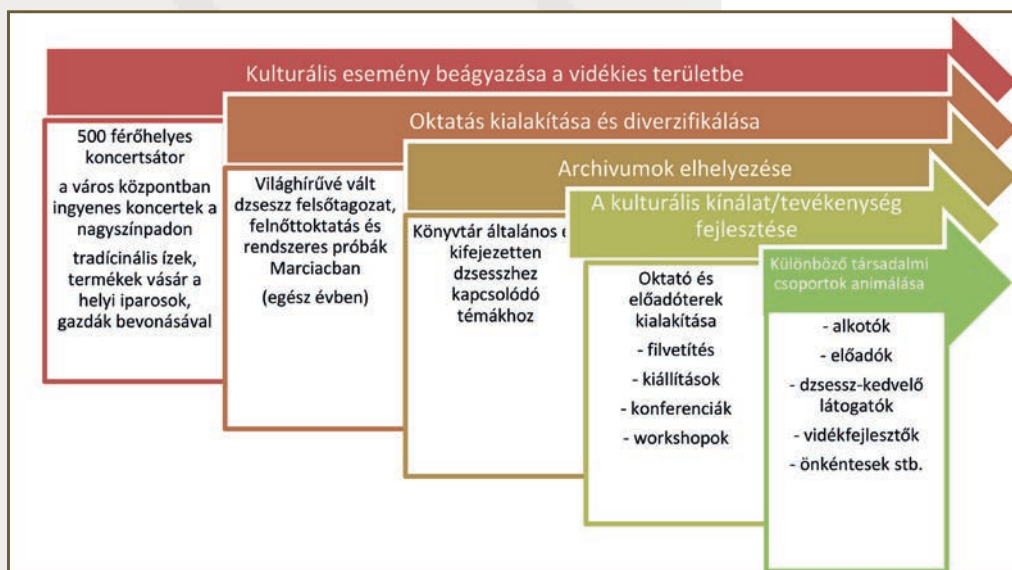 Kulturális esemény beágyazása a vidékies területbe
500 férőhelyes
koncertsátor
a város központban
ingyenes koncertek a
nagyszínpadon
tradícinális ízek,
termékek vásár a
helyi iparosok,
gazdák bevonásával
Oktatás kialakítása és diverzifikálása
Világhírűvé vált
dzseszz felsőtagozat,
felnőttoktatás és
rendszeres próbák
Marciacban
(egész évben)
Archivumok elhelyezése
Könyvtár általános
kifejezetten
dzsesszhez
kapcsolódó
témákhoz
A kulturális kínálat/tevékenység
fejlesztése
Oktató és
előadóterek
kialakítása
- filvetítés
- kiállítások
- konferenciák
- workshopok
Különböző társadalmi
csoportok animálása
- alkotók
- előadók
- dzsessz-kedvelő
látogatók
- vidékfejlesztők
- önkéntesek stb.